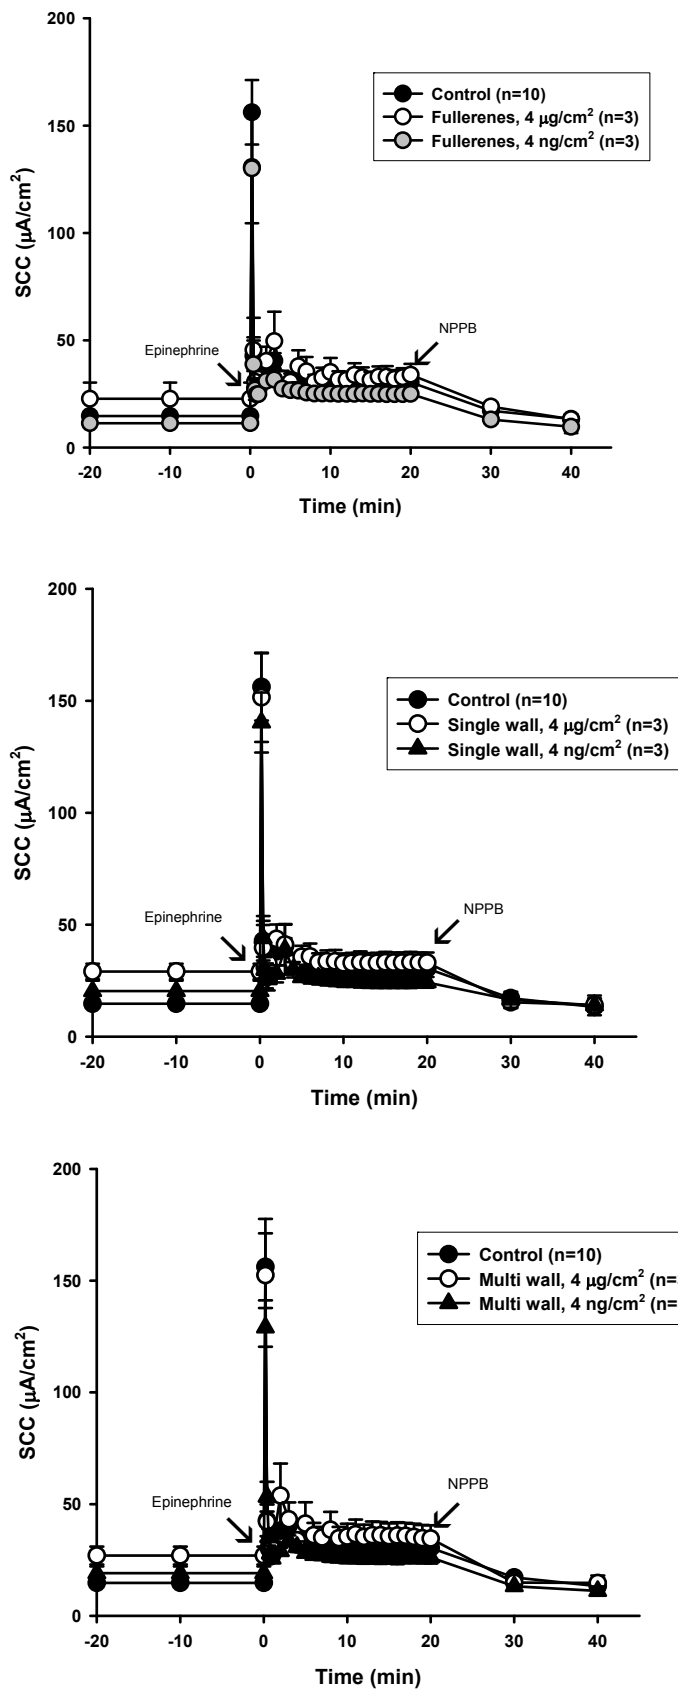 200
150
100
50
0
SCC (μA/cm²)
Control (n=10)
Fullerenes, 4 μg/cm² (n=3)
Fullerenes, 4 ng/cm² (n=3)
Epinephrine
NPPB
-20 -10 0 10 20 30 40
Time (min)
200
150
100
50
0
SCC (μA/cm²)
Control (n=10)
Single wall, 4 μg/cm² (n=3)
Single wall, 4 ng/cm² (n=3)
Epinephrine
NPPB
-20 -10 0 10 20 30 40
Time (min)
200
150
100
50
0
SCC (μA/cm²)
Control (n=10)
Multi wall, 4 μg/cm² (n=
Multi wall, 4 ng/cm² (n=
Epinephrine
NPPB
-20 -10 0 10 20 30 40
Time (min)